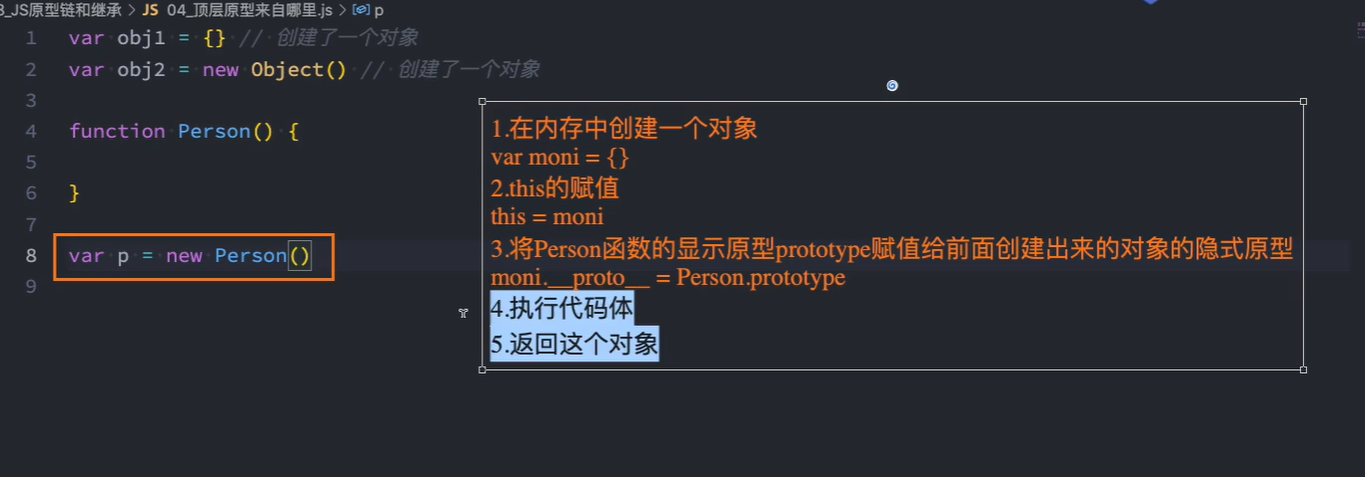 3_JS原型链和继承 > JS 04_顶层原型来自哪里.js > p
1 var obj1 = {} // 创建了一个对象
2 var obj2 = new Object() // 创建了一个对象
3
4 function Person() {
5
6 }
7
8 var p = new Person()
9
1.在内存中创建一个对象
var moni = {}
2.this的赋值
this = moni
3.将Person函数的显示原型prototype赋值给前面创建出来的对象的隐式原型
moni.__proto__ = Person.prototype
4.执行代码体
5.返回这个对象